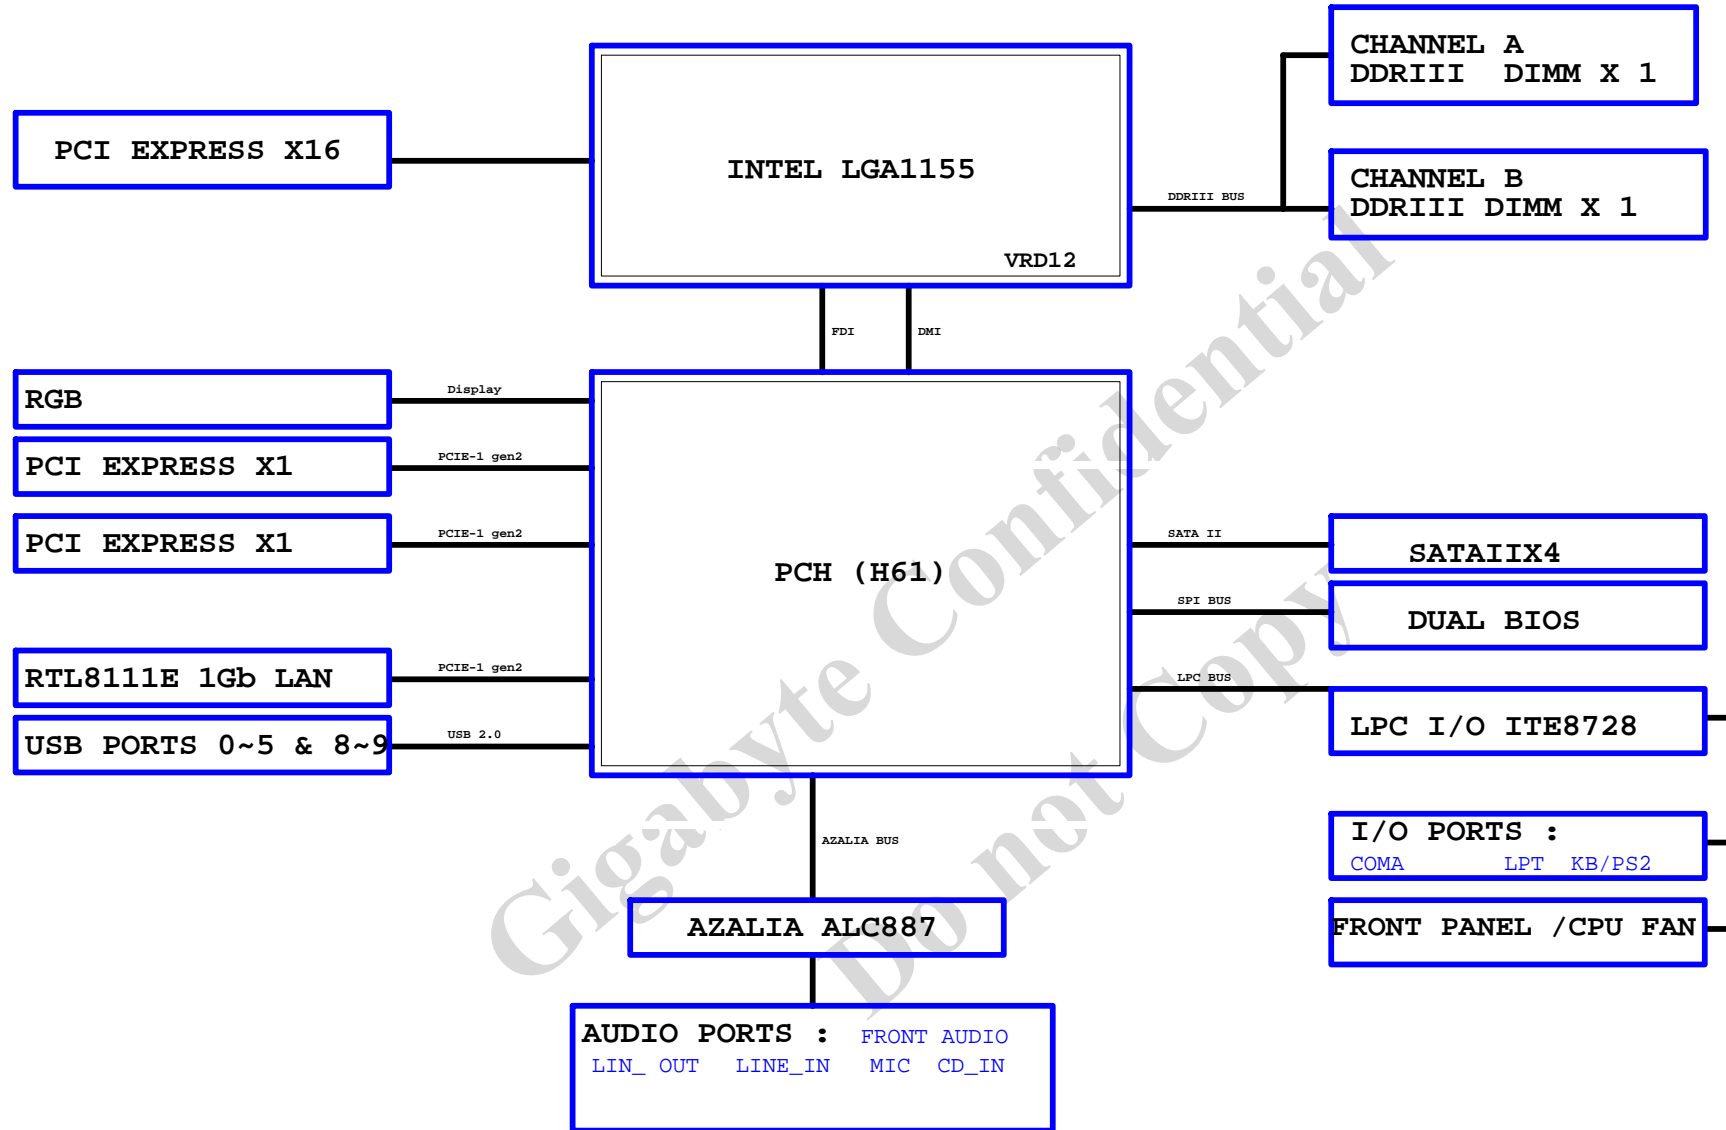 CHANNEL A
DDRIII DIMM X 1
PCI EXPRESS X16
INTEL LGA1155
VRD12
DDRIII BUS
CHANNEL B
DDRIII DIMM X 1
FDI
DMI
RGB
Display
PCI EXPRESS X1
PCIE-1 gen2
PCI EXPRESS X1
PCIE-1 gen2
PCH (H61)
SATA II
SATAIIX4
SPI BUS
DUAL BIOS
RTL8111E 1Gb LAN
PCIE-1 gen2
LPC BUS
LPC I/O ITE8728
USB PORTS 0~5 & 8~9
USB 2.0
AZALIA BUS
I/O PORTS :
COMA LPT KB/PS2
AZALIA ALC887
FRONT PANEL /CPU FAN
AUDIO PORTS : FRONT AUDIO
LIN_ OUT LINE_IN MIC CD_IN
Gigabyte Confidential
Do not Copy